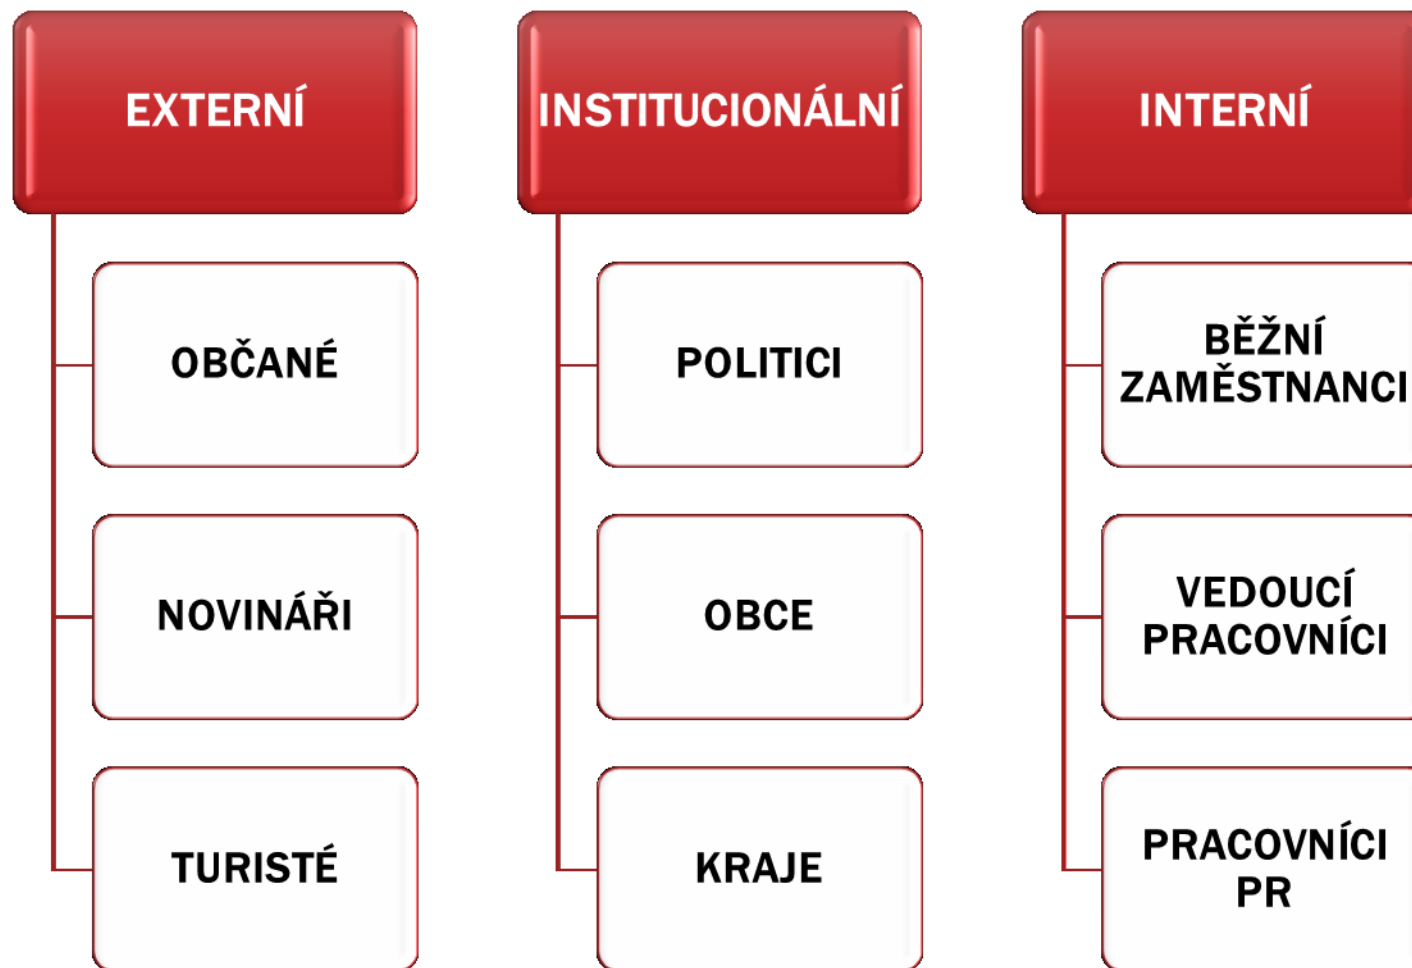 EXTERNÍ
OBČANÉ
NOVINÁŘI
TURISTÉ
INSTITUCIONÁLNÍ
POLITICI
OBCE
KRAJE
INTERNÍ
BĚŽNÍ
ZAMĚSTNANCI
VEDOUCÍ
PRACOVNÍCI
PRACOVNÍCI
PR